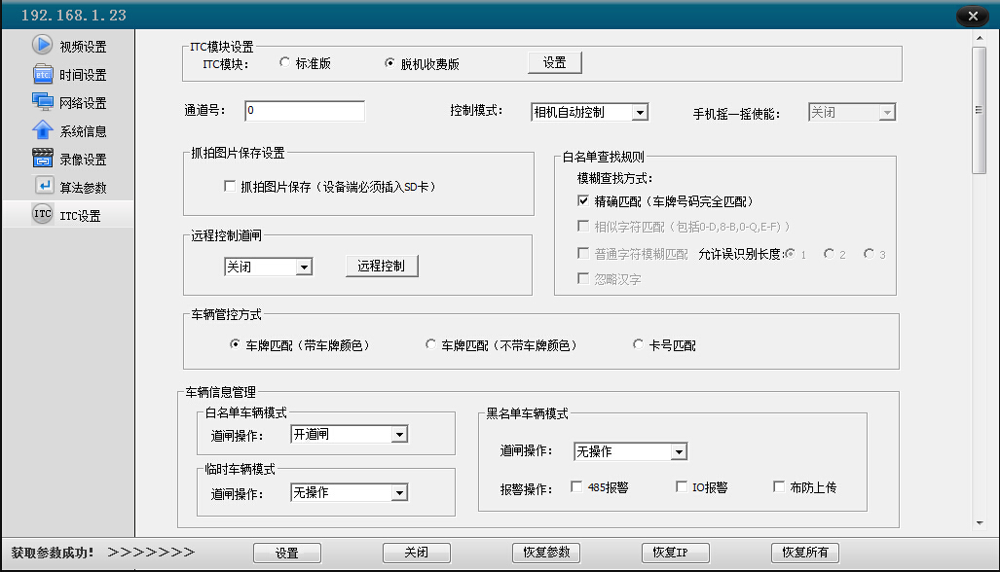 192.168.1.23
视频设置
时间设置
网络设置
系统信息
录像设置
算法参数
ITC ITC设置
ITC模块设置
ITC模块： 标准版 脱机收费版 设置
通道号： 0 控制模式： 相机自动控制 手机摇一摇使能： 关闭
抓拍图片保存设置
抓拍图片保存（设备端必须插入SD卡）
白名单查找规则
模糊查找方式：
精确匹配（车牌号码完全匹配）
相似字符匹配（包括0-D,8-B,0-Q,E-F) ）
普通字符模糊匹配 允许误识别长度: 1 2 3
忽略汉字
远程控制道闸
关闭 远程控制
车辆管控方式
车牌匹配（带车牌颜色） 车牌匹配（不带车牌颜色） 卡号匹配
车辆信息管理
白名单车辆模式
道闸操作： 开道闸
临时车辆模式
道闸操作： 无操作
黑名单车辆模式
道闸操作： 无操作
报警操作： 485报警 IO报警 布防上传
获取参数成功! >>>>>>> 设置 关闭 恢复参数 恢复IP 恢复所有